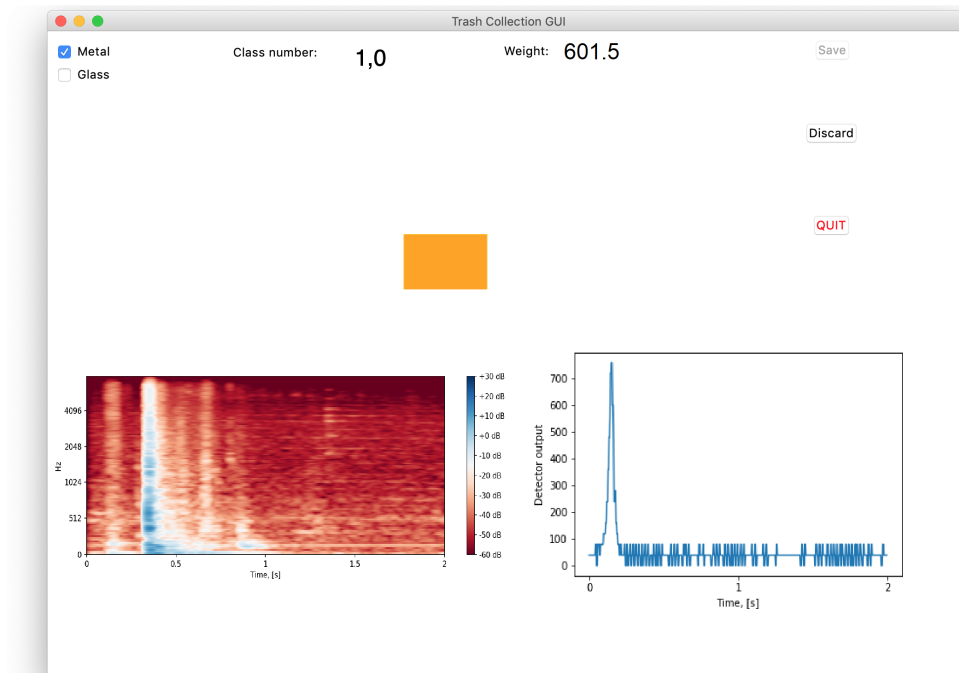 Trash Collection GUI
Metal
Class number:
1,0
Weight:
601.5
Save
Glass
Discard
QUIT
Hz
4096
2048
1024
512
0
0
0.5
1
1.5
2
Time, [s]
+30 dB
+20 dB
+10 dB
+0 dB
-10 dB
-20 dB
-30 dB
-40 dB
-50 dB
-60 dB
Detector output
700
600
500
400
300
200
100
0
0
1
2
Time, [s]